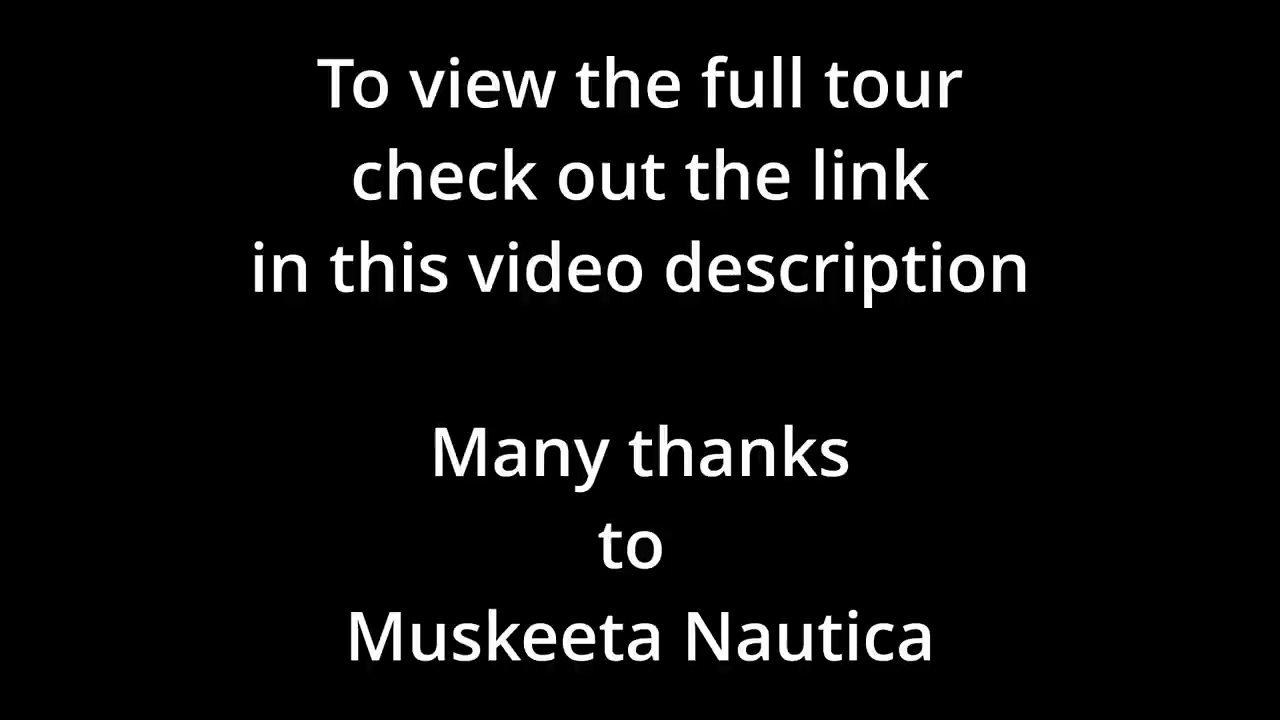 To view the full tour
check out the link
in this video description
Many thanks
to
Muskeeta Nautica